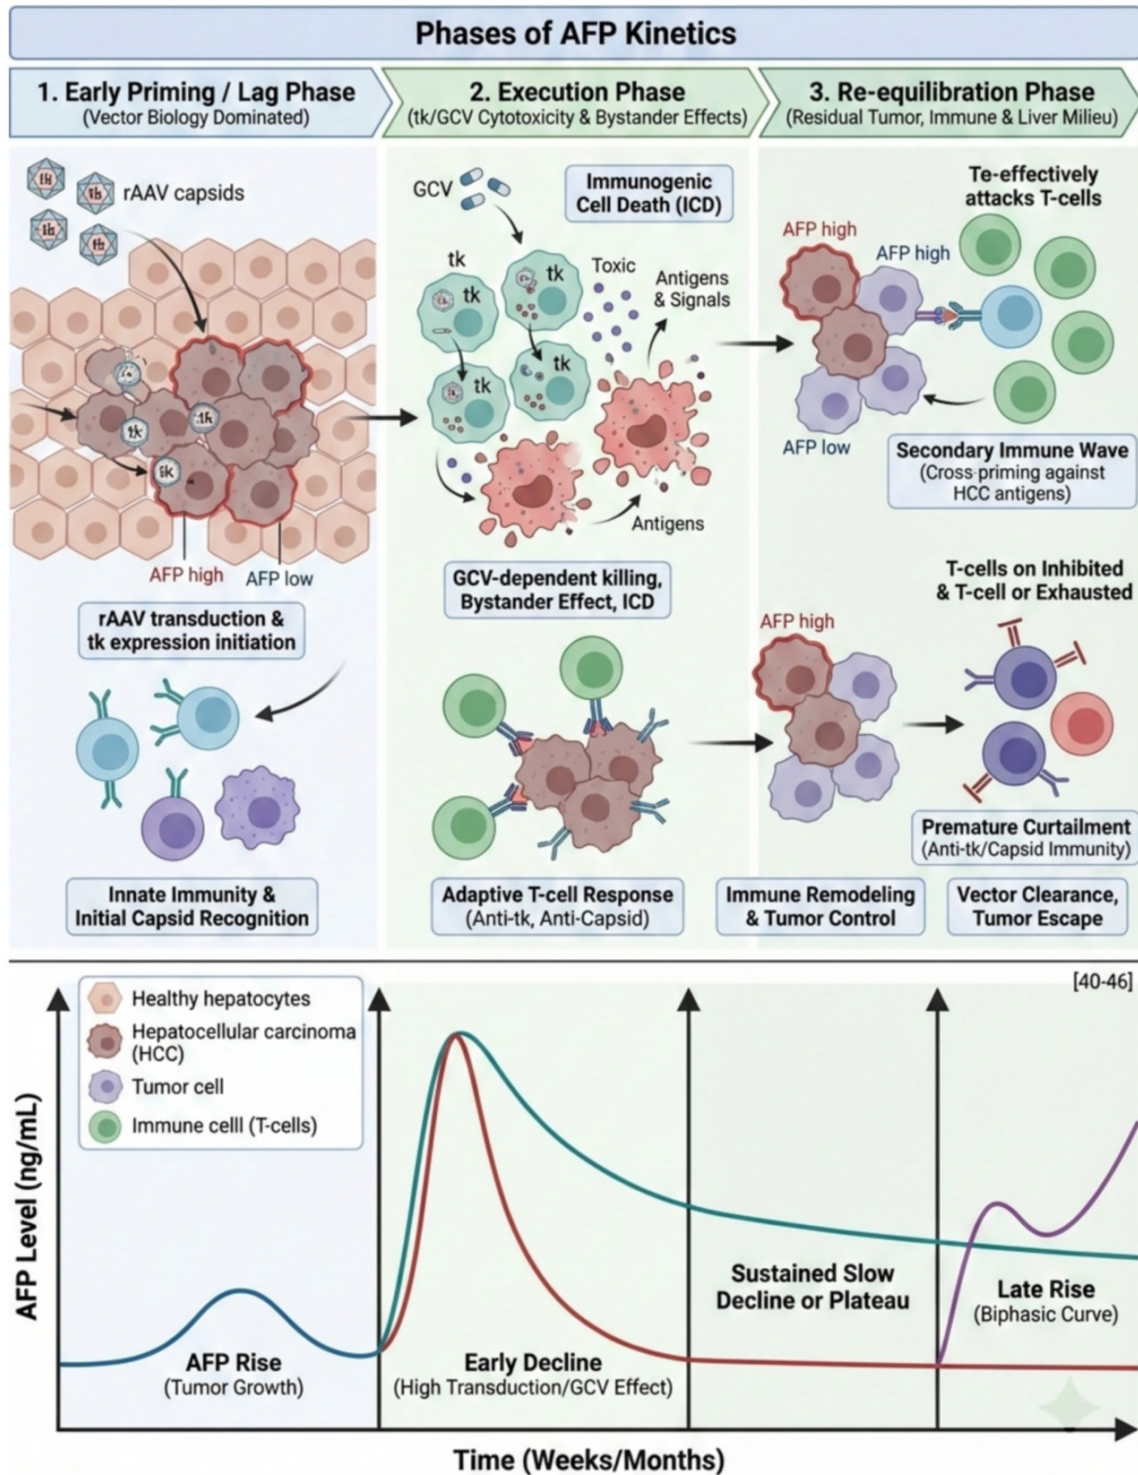 Phases of AFP Kinetics
1. Early Priming / Lag Phase
(Vector Biology Dominated)
2. Execution Phase
(tk/GCV Cytotoxicity & Bystander Effects)
3. Re-equilibration Phase
(Residual Tumor, Immune & Liver Milieu)
rAAV capsids
tk
tk
tk
AFP high
AFP low
rAAV transduction &
tk expression initiation
Innate Immunity &
Initial Capsid Recognition
GCV
Immunogenic
Cell Death (ICD)
tk
tk
tk
tk
tk
Toxic
Antigens
& Signals
Antigens
GCV-dependent killing,
Bystander Effect, ICD
Adaptive T-cell Response
(Anti-tk, Anti-Capsid)
Te-effectively
attacks T-cells
AFP high
AFP high
AFP low
Secondary Immune Wave
(Cross-priming against
HCC antigens)
T-cells on Inhibited
& T-cell or Exhausted
AFP high
Premature Curtailment
(Anti-tk/Capsid Immunity)
Immune Remodeling
& Tumor Control
Vector Clearance,
Tumor Escape
[40-46]
Healthy hepatocytes
Hepatocellular carcinoma
(HCC)
Tumor cell
Immune celll (T-cells)
AFP Level (ng/mL)
AFP Rise
(Tumor Growth)
Early Decline
(High Transduction/GCV Effect)
Sustained Slow
Decline or Plateau
Late Rise
(Biphasic Curve)
Time (Weeks/Months)